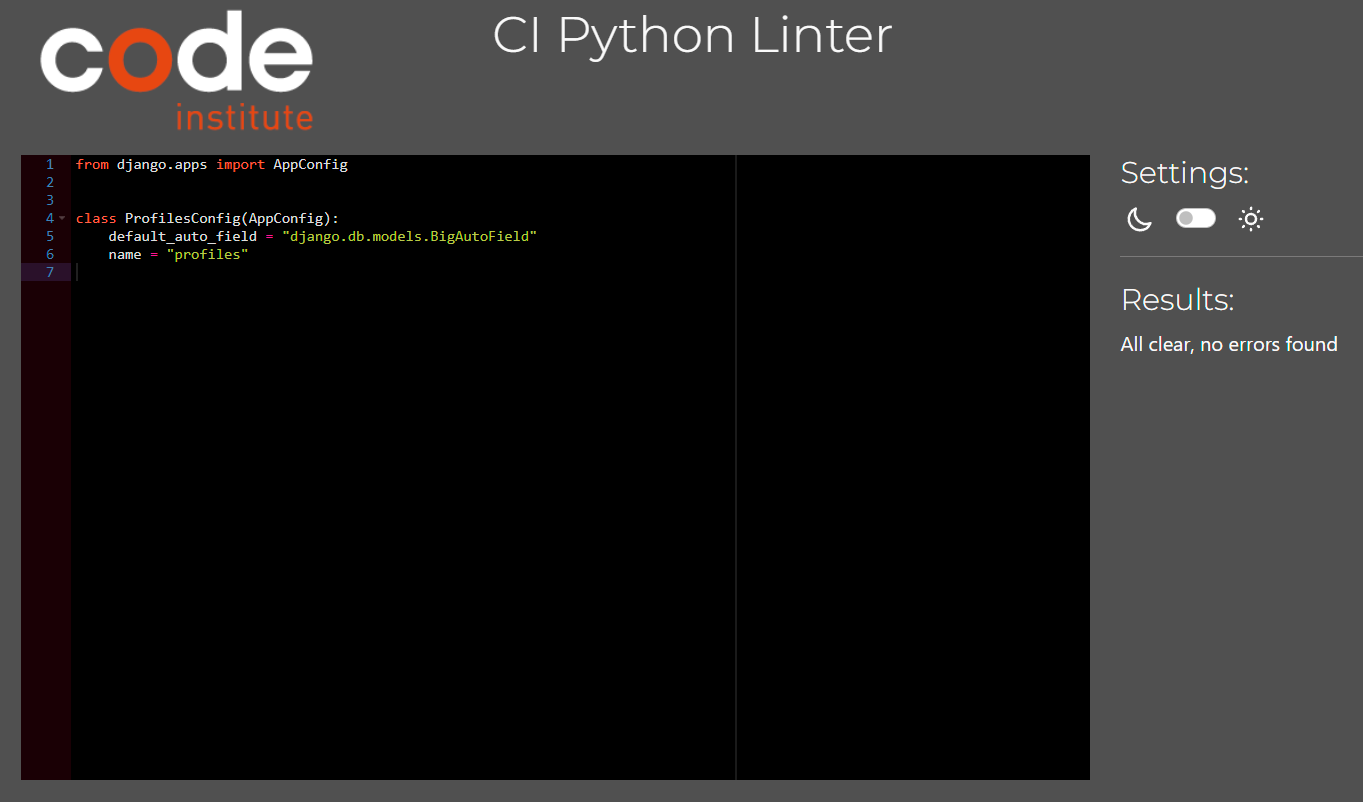 code
institute
CI Python Linter
1 from django.apps import AppConfig
2
3
4 class ProfilesConfig(AppConfig):
5     default_auto_field = "django.db.models.BigAutoField"
6     name = "profiles"
7
Settings:
Results:
All clear, no errors found